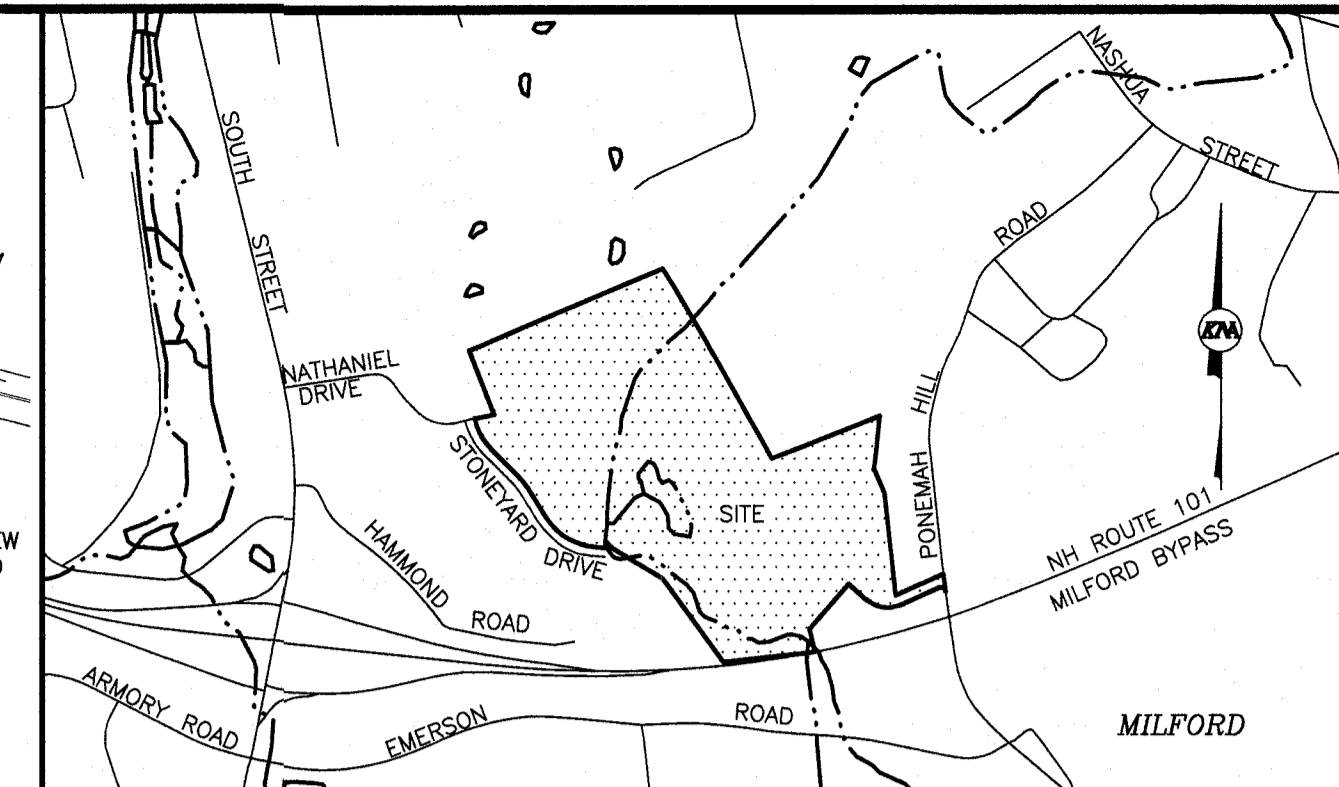 NASHUA
STREET
SOUTH
STREET
ROAD
KNA
NATHANIEL
DRIVE
PONEMAH HILL
STONEYARD DRIVE
SITE
NH ROUTE 101
MILFORD BYPASS
HAMMOND
ROAD
EW
ARMORY ROAD
EMERSON
ROAD
MILFORD